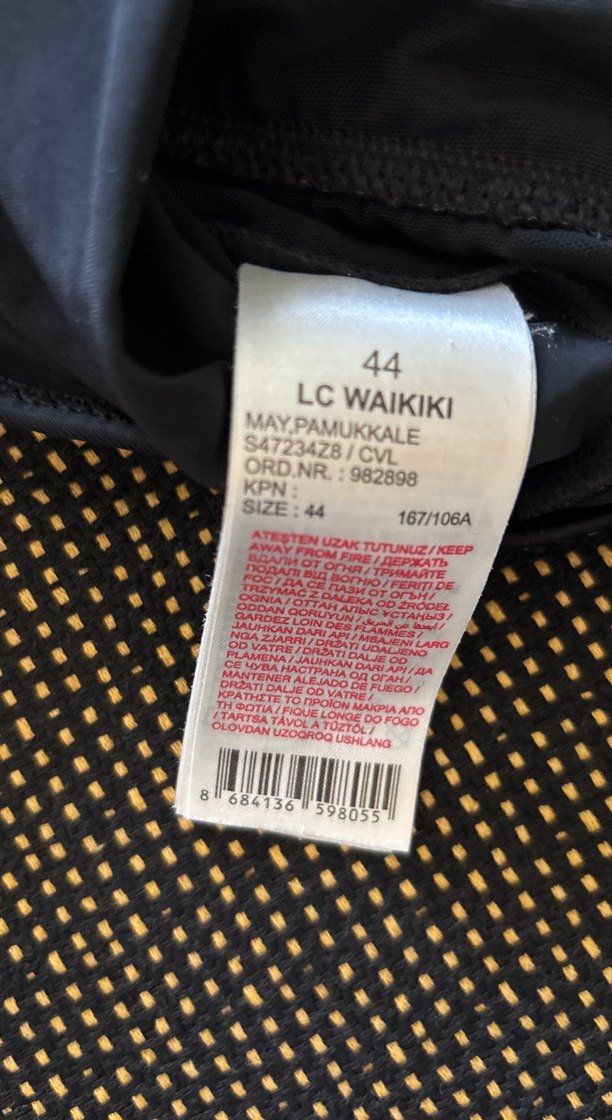 44
LC WAIKIKI
MAY,PAMUKKALE
S47234Z8 / CVL
ORD.NR. : 982898
KPN :
SIZE : 44 167/106A
ATEŞTEN UZAK TUTUNUZ / KEEP
AWAY FROM FIRE / ДЕРЖАТЬ
ВДАЛИ ОТ ОГНЯ / ТРИМАЙТЕ
ПОДАЛІ ВІД ВОГНЮ / FERIȚI DE
FOC / ДА СЕ ПАЗИ ОТ ОГЪН /
TRZYMAĆ Z DALEKA OD ŹRÓDEŁ
OGNIA / ОТТАН АЛЫС ҰСТАҢЫЗ /
ODDAN QORUYUN /
GARDEZ LOIN DES FLAMMES /
JAUHKAN DARI API / MBAJENI LARG
NGA ZJARRI / DRŽATI UDALJENO
OD VATRE / DRŽATI DALJE OD
PLAMENA / JAUHKAN DARI API / ДА
СЕ ЧУВА НАСТРАНА ОД ОГАН /
MANTENER ALEJADO DE FUEGO /
DRŽATI DALJE OD VATRE /
ΚΡΑΤΗΣΤΕ ΤΟ ΠΡΟΪΟΝ ΜΑΚΡΙΑ ΑΠΟ
ΤΗ ΦΩΤΙΑ / FIQUE LONGE DO FOGO
/ TARTSA TÁVOL A TŰZTŐL /
OLOVDAN UZOQROQ USHLANG
8 684136 598055